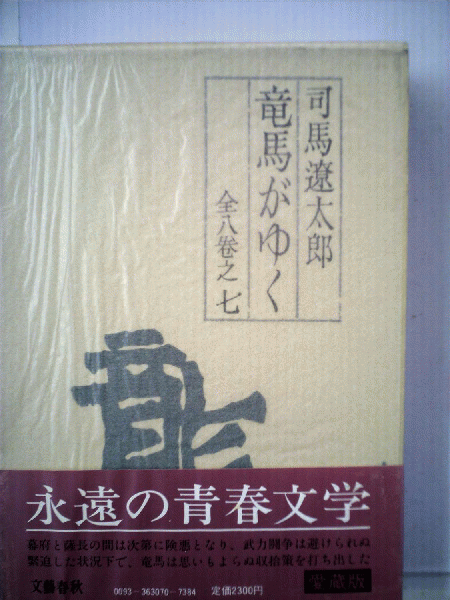 司馬遼太郎
竜馬がゆく
全八巻之七
永遠の青春文学
幕府と薩長の間は次第に険悪となり、武力闘争は避けられぬ
緊迫した状況下で、竜馬は思いもよらぬ収拾策を打ち出した
文藝春秋
0093-363070-7384 定価2300円
愛蔵版